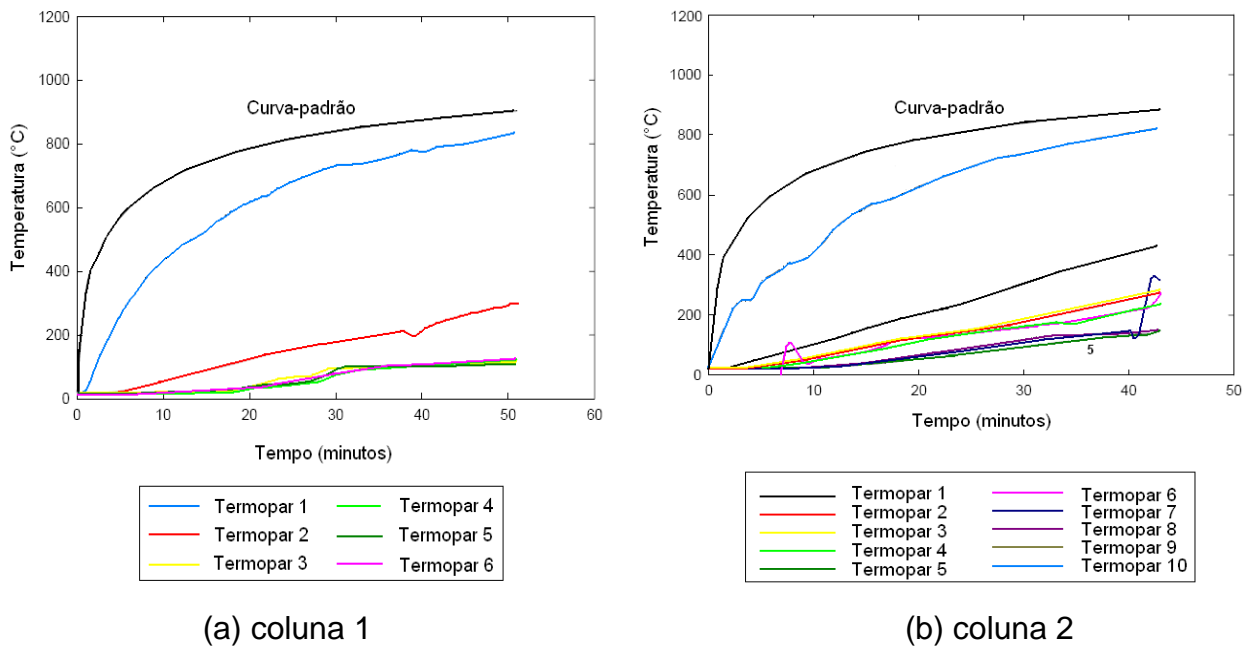 1200
1000
800
600
400
200
0
Temperatura (°C)
Curva-padrão
0 10 20 30 40 50 60
Tempo (minutos)
Termopar 1
Termopar 2
Termopar 3
Termopar 4
Termopar 5
Termopar 6
(a) coluna 1
1200
1000
800
600
400
200
0
Temperatura (°C)
Curva-padrão
5
0 10 20 30 40 50
Tempo (minutos)
Termopar 1
Termopar 2
Termopar 3
Termopar 4
Termopar 5
Termopar 6
Termopar 7
Termopar 8
Termopar 9
Termopar 10
(b) coluna 2